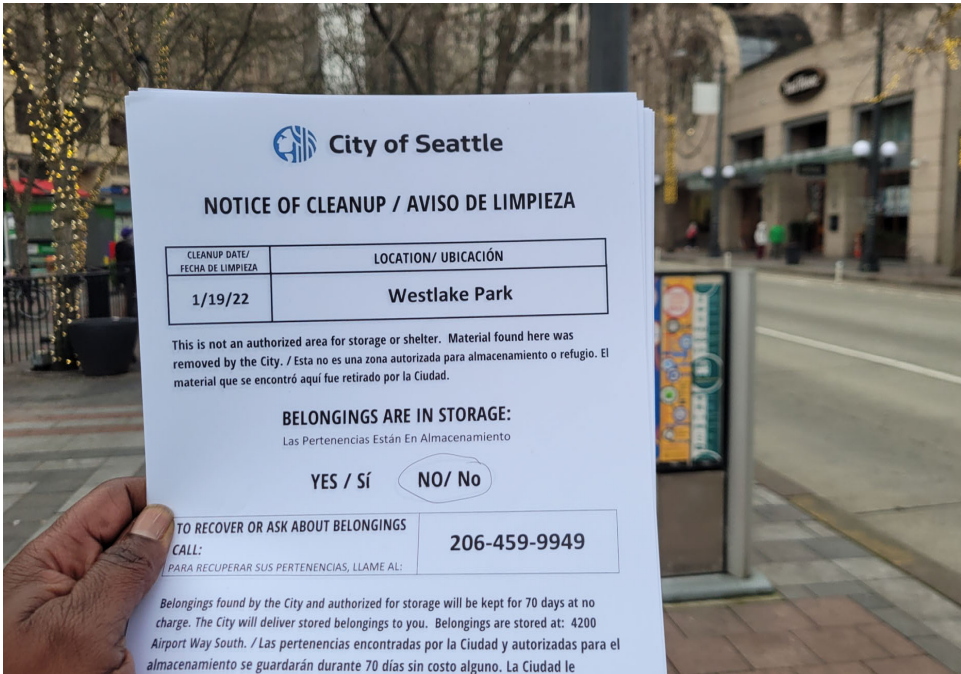 City of Seattle
NOTICE OF CLEANUP / AVISO DE LIMPIEZA
CLEANUP DATE/
FECHA DE LIMPIEZA
LOCATION/ UBICACIÓN
1/19/22
Westlake Park
This is not an authorized area for storage or shelter. Material found here was
removed by the City. / Esta no es una zona autorizada para almacenamiento o refugio. El
material que se encontró aquí fue retirado por la Ciudad.
BELONGINGS ARE IN STORAGE:
Las Pertenencias Están En Almacenamiento
YES / Sí NO/ No
TO RECOVER OR ASK ABOUT BELONGINGS
CALL:
PARA RECUPERAR SUS PERTENENCIAS, LLAME AL:
206-459-9949
Belongings found by the City and authorized for storage will be kept for 70 days at no
charge. The City will deliver stored belongings to you. Belongings are stored at: 4200
Airport Way South. / Las pertenencias encontradas por la Ciudad y autorizadas para el
almacenamiento se guardarán durante 70 días sin costo alguno. La Ciudad le